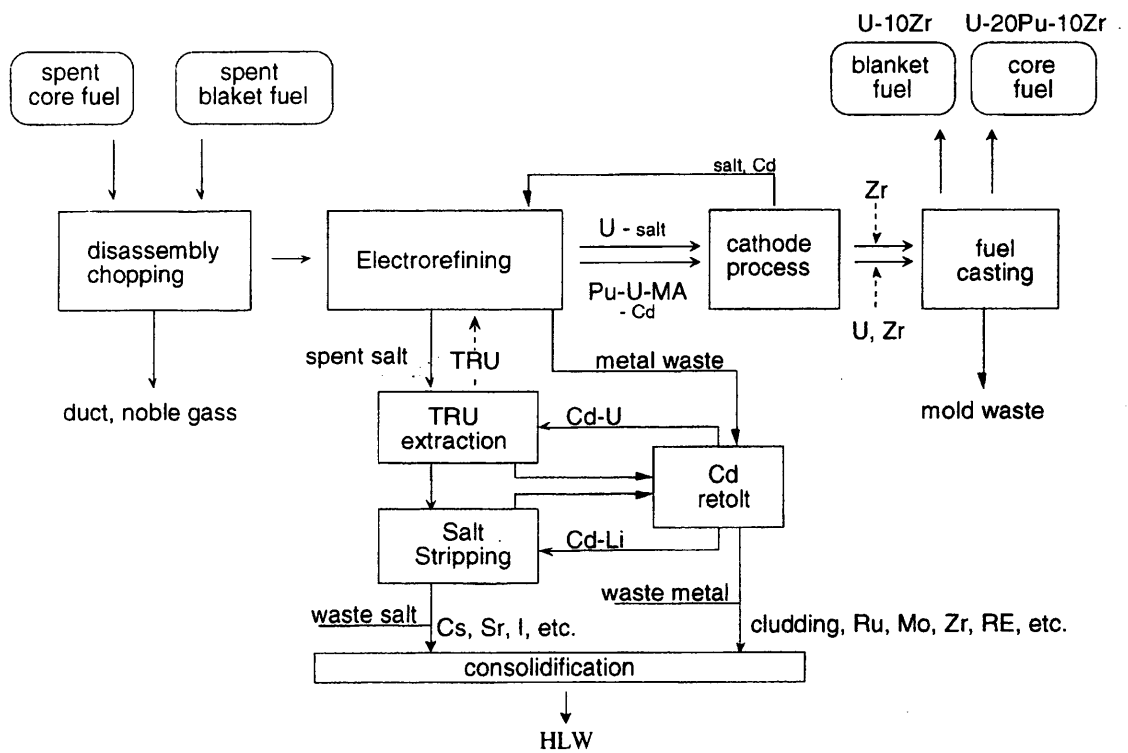 U-10Zr
U-20Pu-10Zr
spent
core fuel
spent
blaket fuel
blanket
fuel
core
fuel
salt, Cd
Zr
disassembly
chopping
Electrorefining
U - salt
Pu-U-MA
- Cd
cathode
process
fuel
casting
U, Zr
spent salt
TRU
metal waste
duct, noble gass
mold waste
TRU
extraction
Cd-U
Cd
retolt
Salt
Stripping
Cd-Li
waste salt
waste metal
Cs, Sr, I, etc.
cludding, Ru, Mo, Zr, RE, etc.
consolidification
HLW